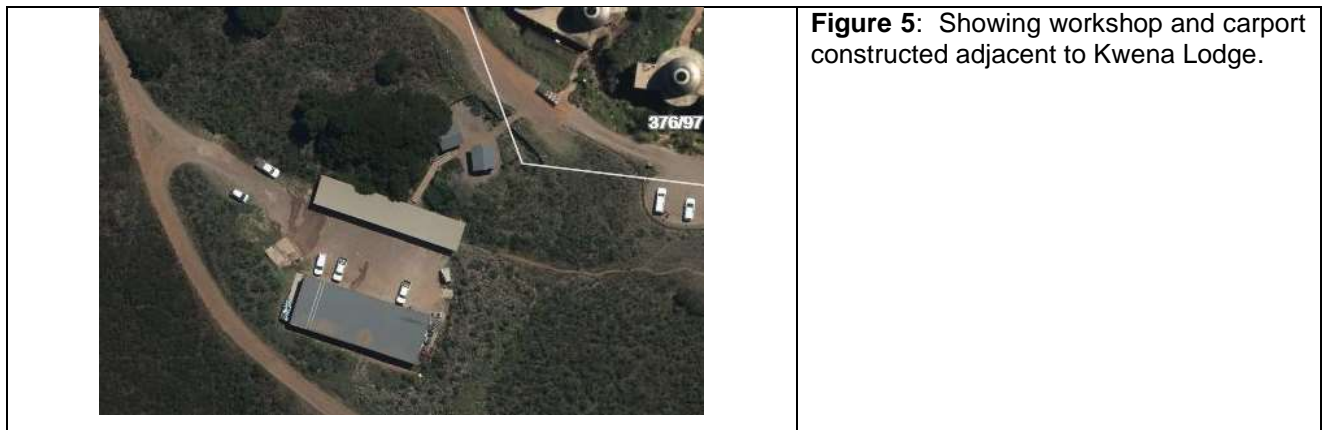 Figure 5: Showing workshop and carport
constructed adjacent to Kwena Lodge.
376/97